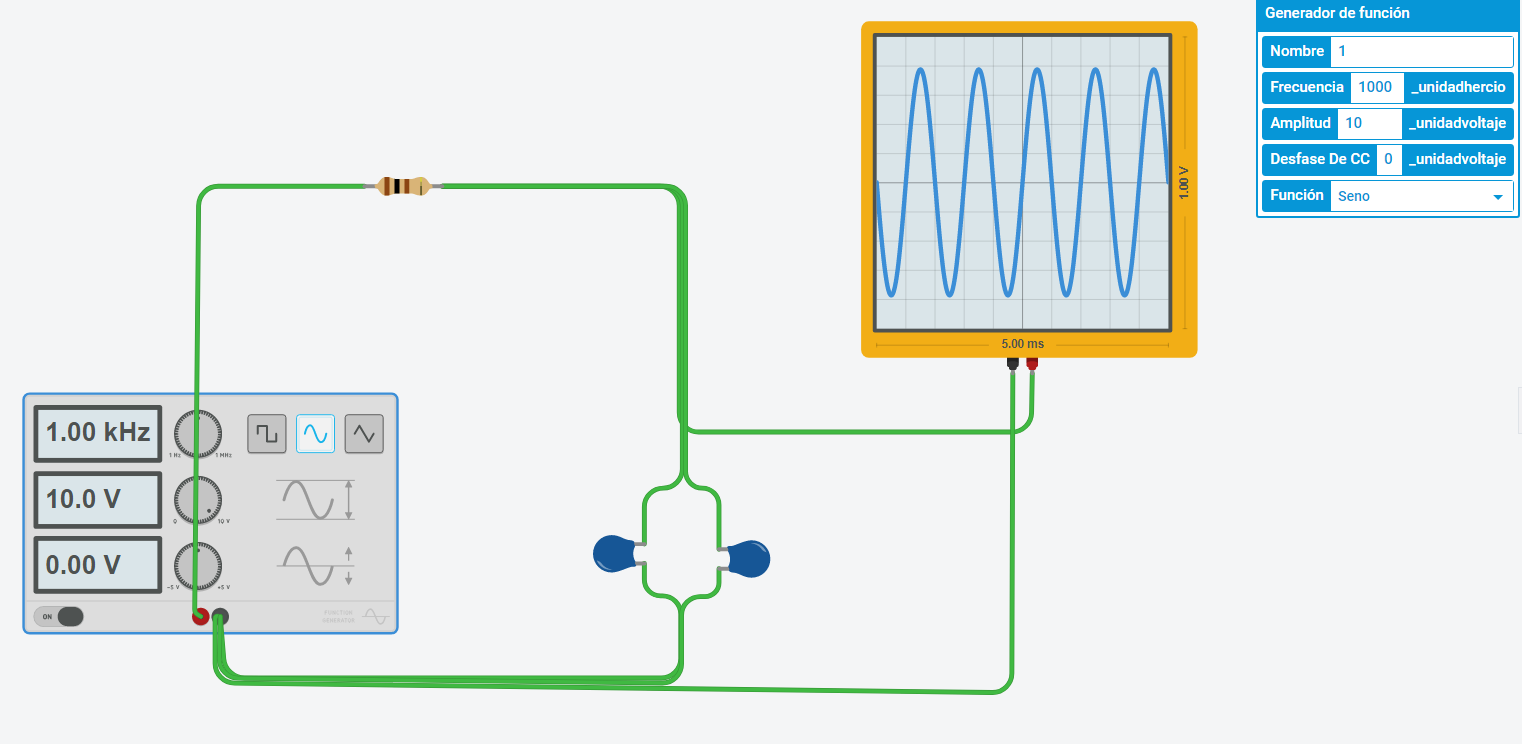 Generador de función
Nombre 1
Frecuencia 1000 _unidadhercio
Amplitud 10 _unidadvoltaje
Desfase De CC 0 _unidadvoltaje
Función Seno
1.00 V
5.00 ms
1.00 kHz
1 Hz 1 MHz
10.0 V
0 10 V
0.00 V
-5 V +5 V
ON
FUNCTION
GENERATOR